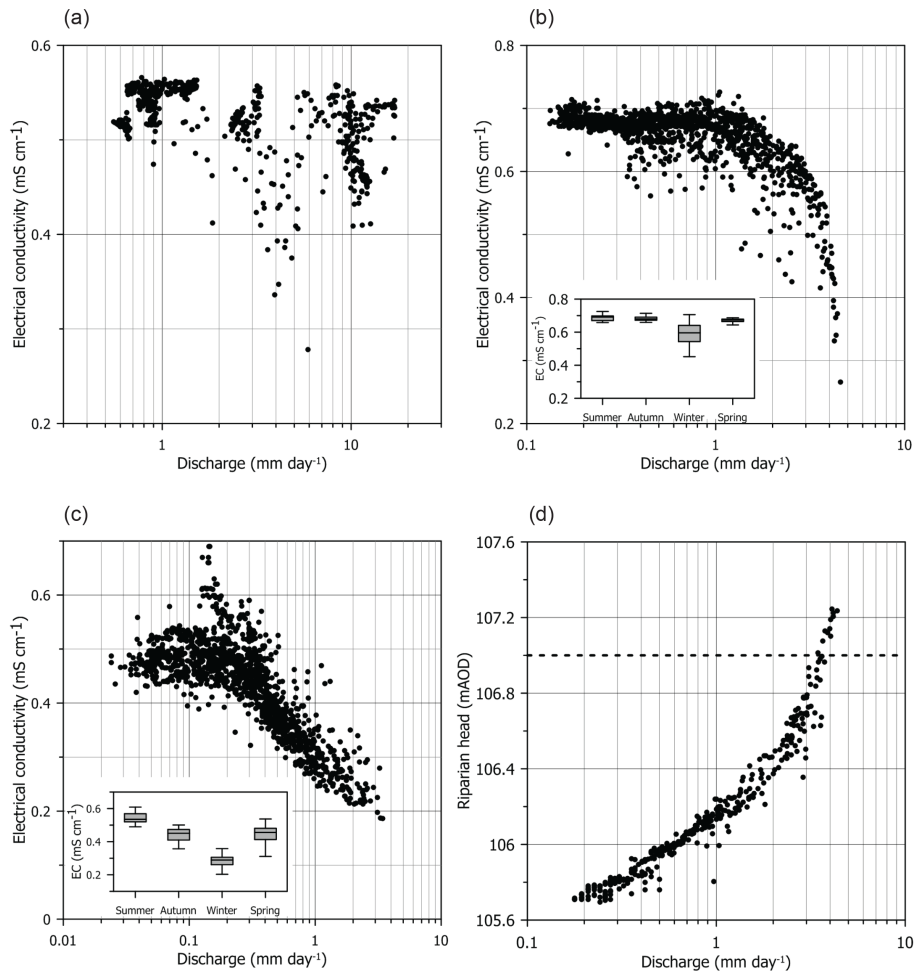 (a)
0.6
0.4
0.2
Electrical conductivity (mS cm⁻¹)
1
10
Discharge (mm day⁻¹)
(b)
0.8
0.6
0.4
0.2
Electrical conductivity (mS cm⁻¹)
0.8
0.6
0.4
0.2
EC (mS cm⁻¹)
Summer Autumn Winter Spring
0.1
1
10
Discharge (mm day⁻¹)
(c)
0.6
0.4
0.2
0
Electrical conductivity (mS cm⁻¹)
0.6
0.4
0.2
EC (mS cm⁻¹)
Summer Autumn Winter Spring
0.01
0.1
1
10
Discharge (mm day⁻¹)
(d)
107.6
107.2
106.8
106.4
106
105.6
Riparian head (mAOD)
0.1
1
10
Discharge (mm day⁻¹)